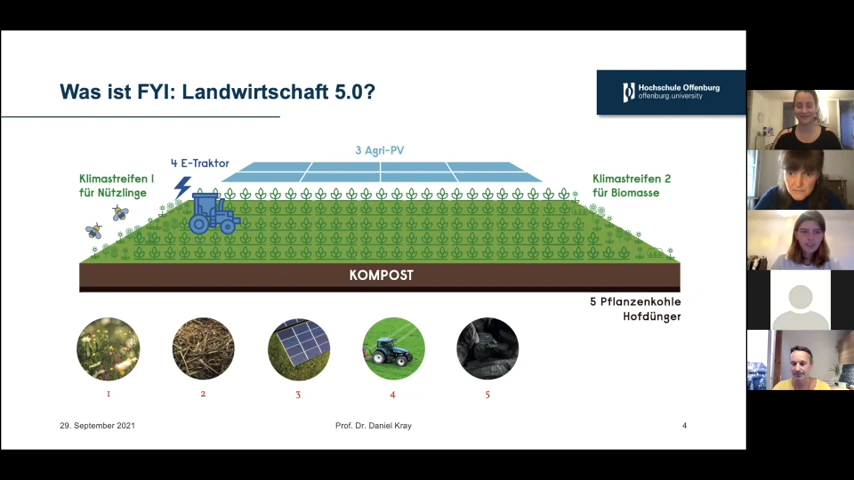 Was ist FYI: Landwirtschaft 5.0?
Hochschule Offenburg
offenburg.university
3 Agri-PV
4 E-Traktor
Klimastreifen 1
für Nützlinge
Klimastreifen 2
für Biomasse
KOMPOST
5 Pflanzenkohle
Hofdünger
1
2
3
4
5
29. September 2021
Prof. Dr. Daniel Kray
4